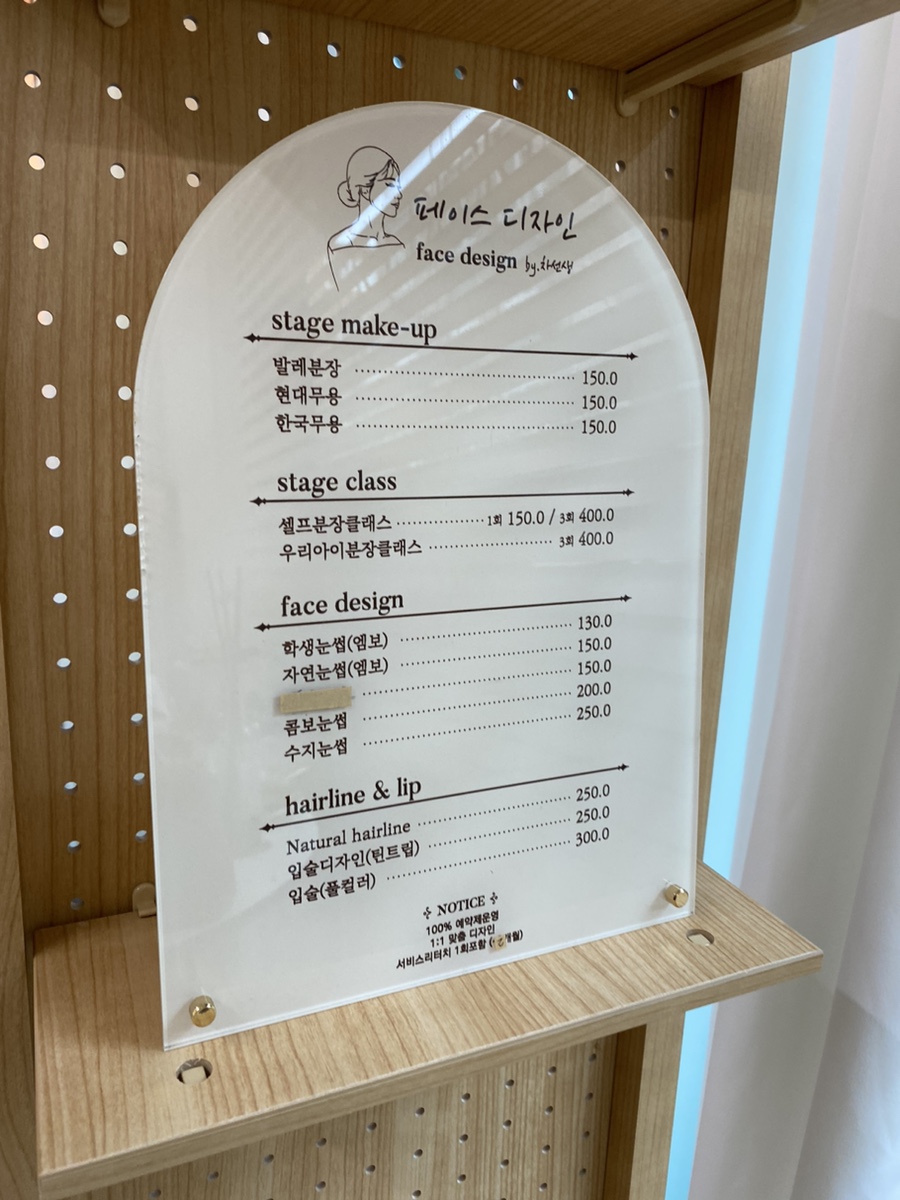 페이스 디자인
face design by.차선생
stage make-up
발레분장 150.0
현대무용 150.0
한국무용 150.0
stage class
셀프분장클래스 1회 150.0 / 3회 400.0
우리아이분장클래스 3회 400.0
face design
학생눈썹(엠보) 130.0
자연눈썹(엠보) 150.0
150.0
콤보눈썹 200.0
수지눈썹 250.0
hairline & lip
Natural hairline 250.0
입술디자인(턴트립) 250.0
입술(풀컬러) 300.0
NOTICE
100% 예약제운영
1:1 맞춤 디자인
서비스리터치 1회포함